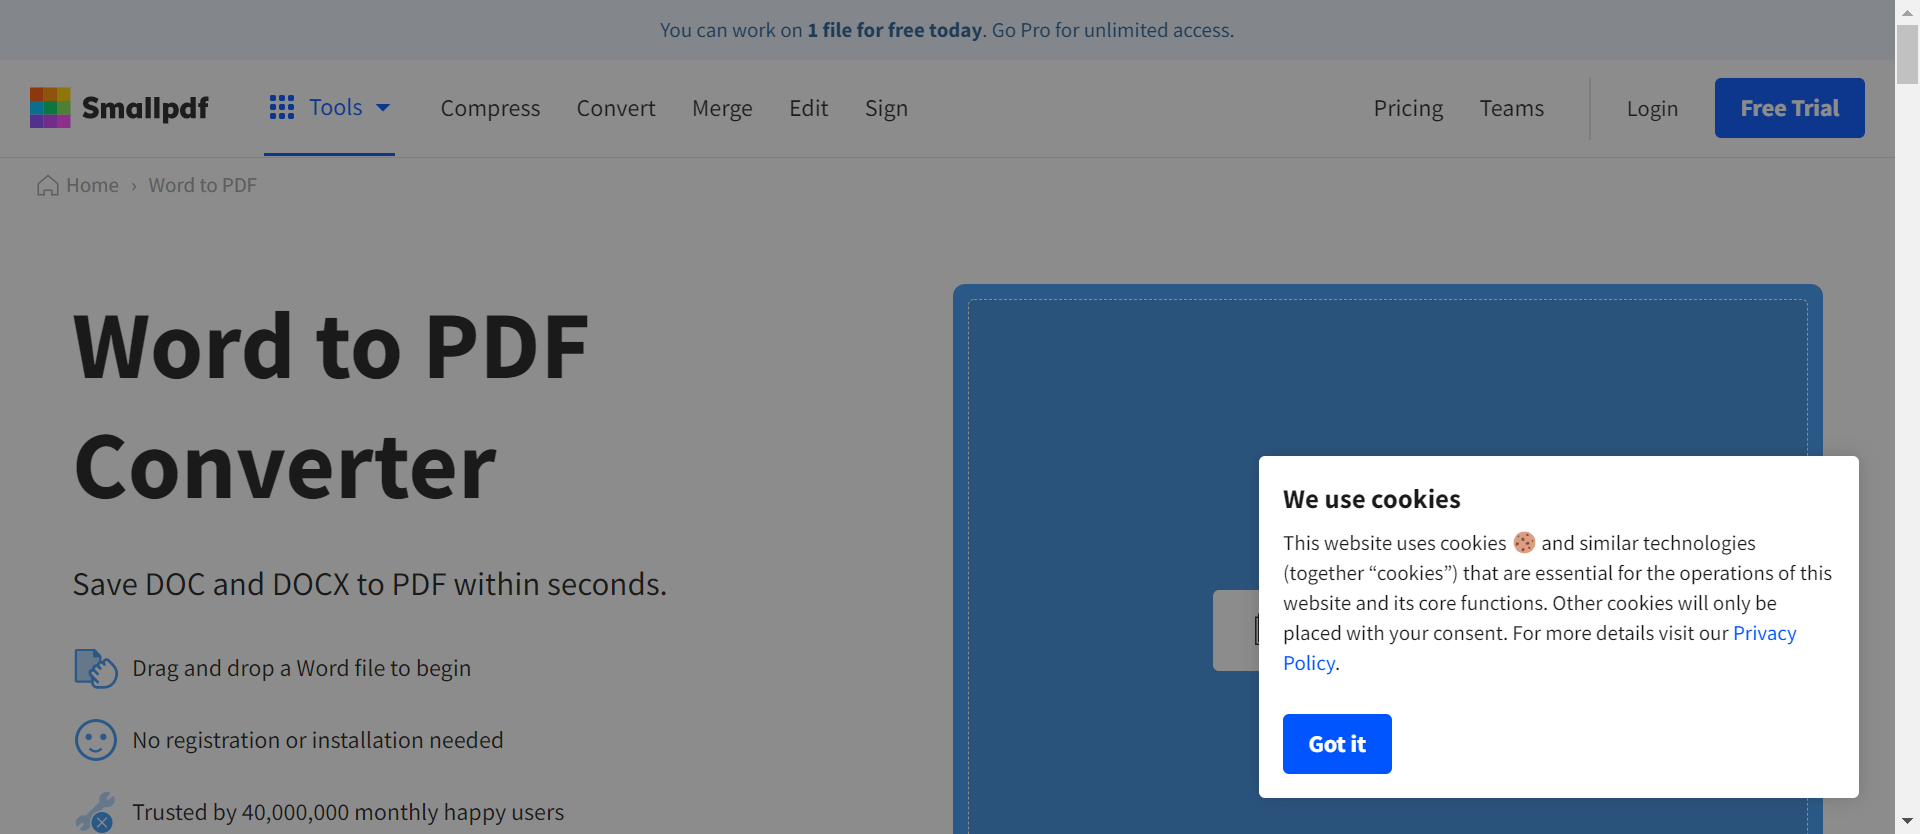 You can work on 1 file for free today. Go Pro for unlimited access.
Smallpdf
Tools
Compress
Convert
Merge
Edit
Sign
Pricing
Teams
Login
Free Trial
Home › Word to PDF
Word to PDF
Converter
Save DOC and DOCX to PDF within seconds.
Drag and drop a Word file to begin
No registration or installation needed
Trusted by 40,000,000 monthly happy users
We use cookies
This website uses cookies 🍪 and similar technologies
(together “cookies”) that are essential for the operations of this
website and its core functions. Other cookies will only be
placed with your consent. For more details visit our Privacy
Policy.
Got it